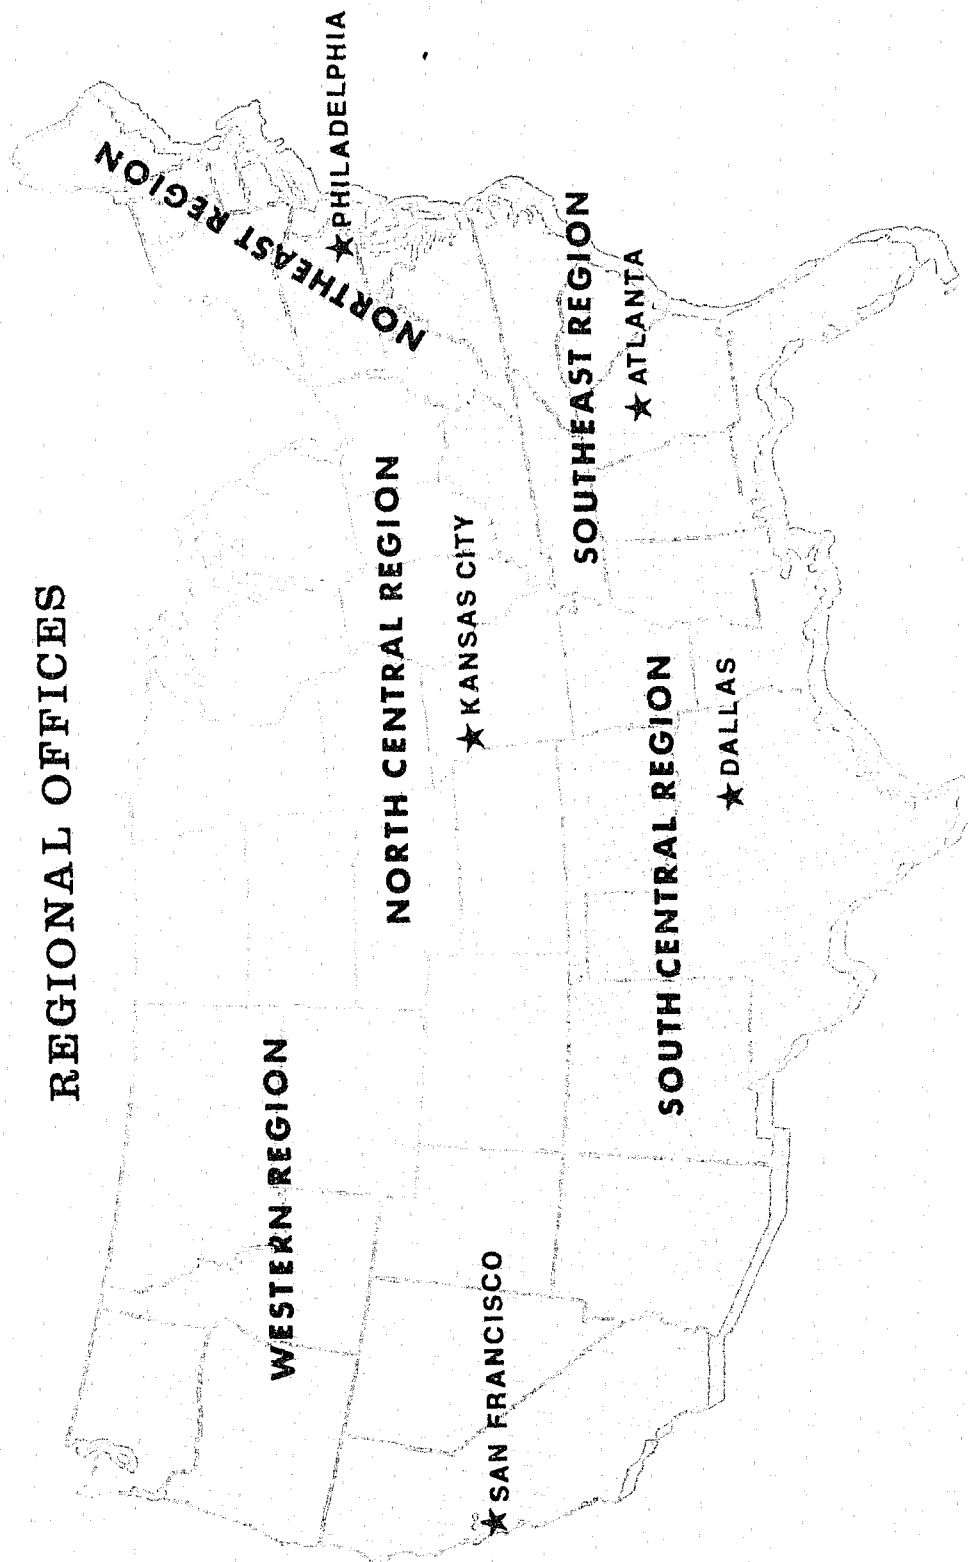 REGIONAL OFFICES
NORTHEAST REGION
PHILADELPHIA
WESTERN REGION
NORTH CENTRAL REGION
KANSAS CITY
SAN FRANCISCO
SOUTHEAST REGION
ATLANTA
SOUTH CENTRAL REGION
DALLAS